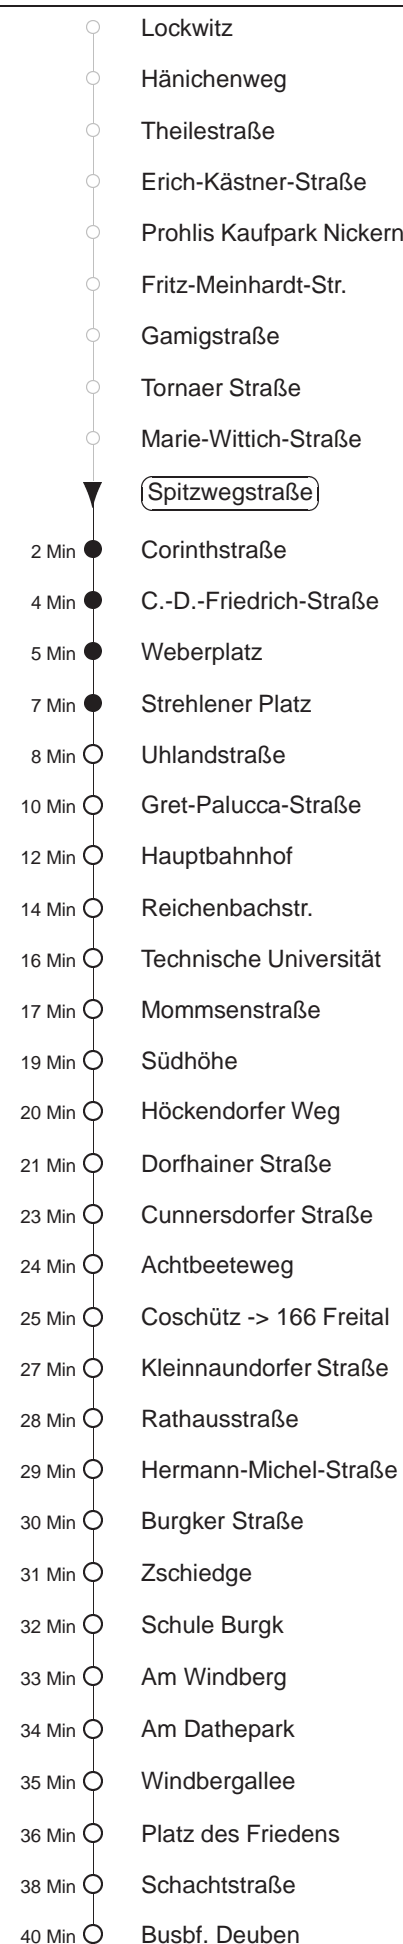 Lockwitz
Hänichenweg
Theilestraße
Erich-Kästner-Straße
Prohlis Kaufpark Nickern
Fritz-Meinhardt-Str.
Gamigstraße
Tornaer Straße
Marie-Wittich-Straße
Spitzwegstraße
2 Min Corinthstraße
4 Min C.-D.-Friedrich-Straße
5 Min Weberplatz
7 Min Strehlener Platz
8 Min Uhlandstraße
10 Min Gret-Palucca-Straße
12 Min Hauptbahnhof
14 Min Reichenbachstr.
16 Min Technische Universität
17 Min Mommsenstraße
19 Min Südhöhe
20 Min Höckendorfer Weg
21 Min Dorfhainer Straße
23 Min Cunnersdorfer Straße
24 Min Achtbeeteweg
25 Min Coschütz -> 166 Freital
27 Min Kleinnaundorfer Straße
28 Min Rathausstraße
29 Min Hermann-Michel-Straße
30 Min Burgker Straße
31 Min Zschiedge
32 Min Schule Burgk
33 Min Am Windberg
34 Min Am Dathepark
35 Min Windbergallee
36 Min Platz des Friedens
38 Min Schachtstraße
40 Min Busbf. Deuben